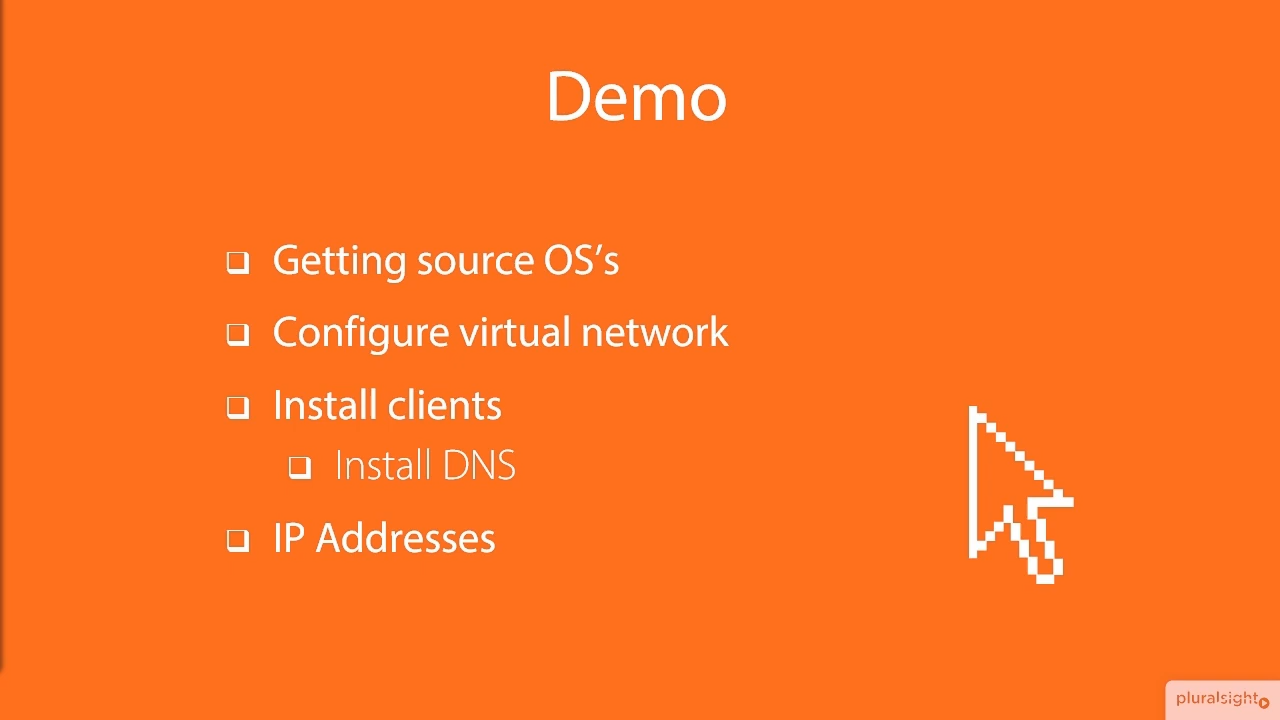 Demo
Getting source OS’s
Configure virtual network
Install clients
Install DNS
IP Addresses
pluralsight